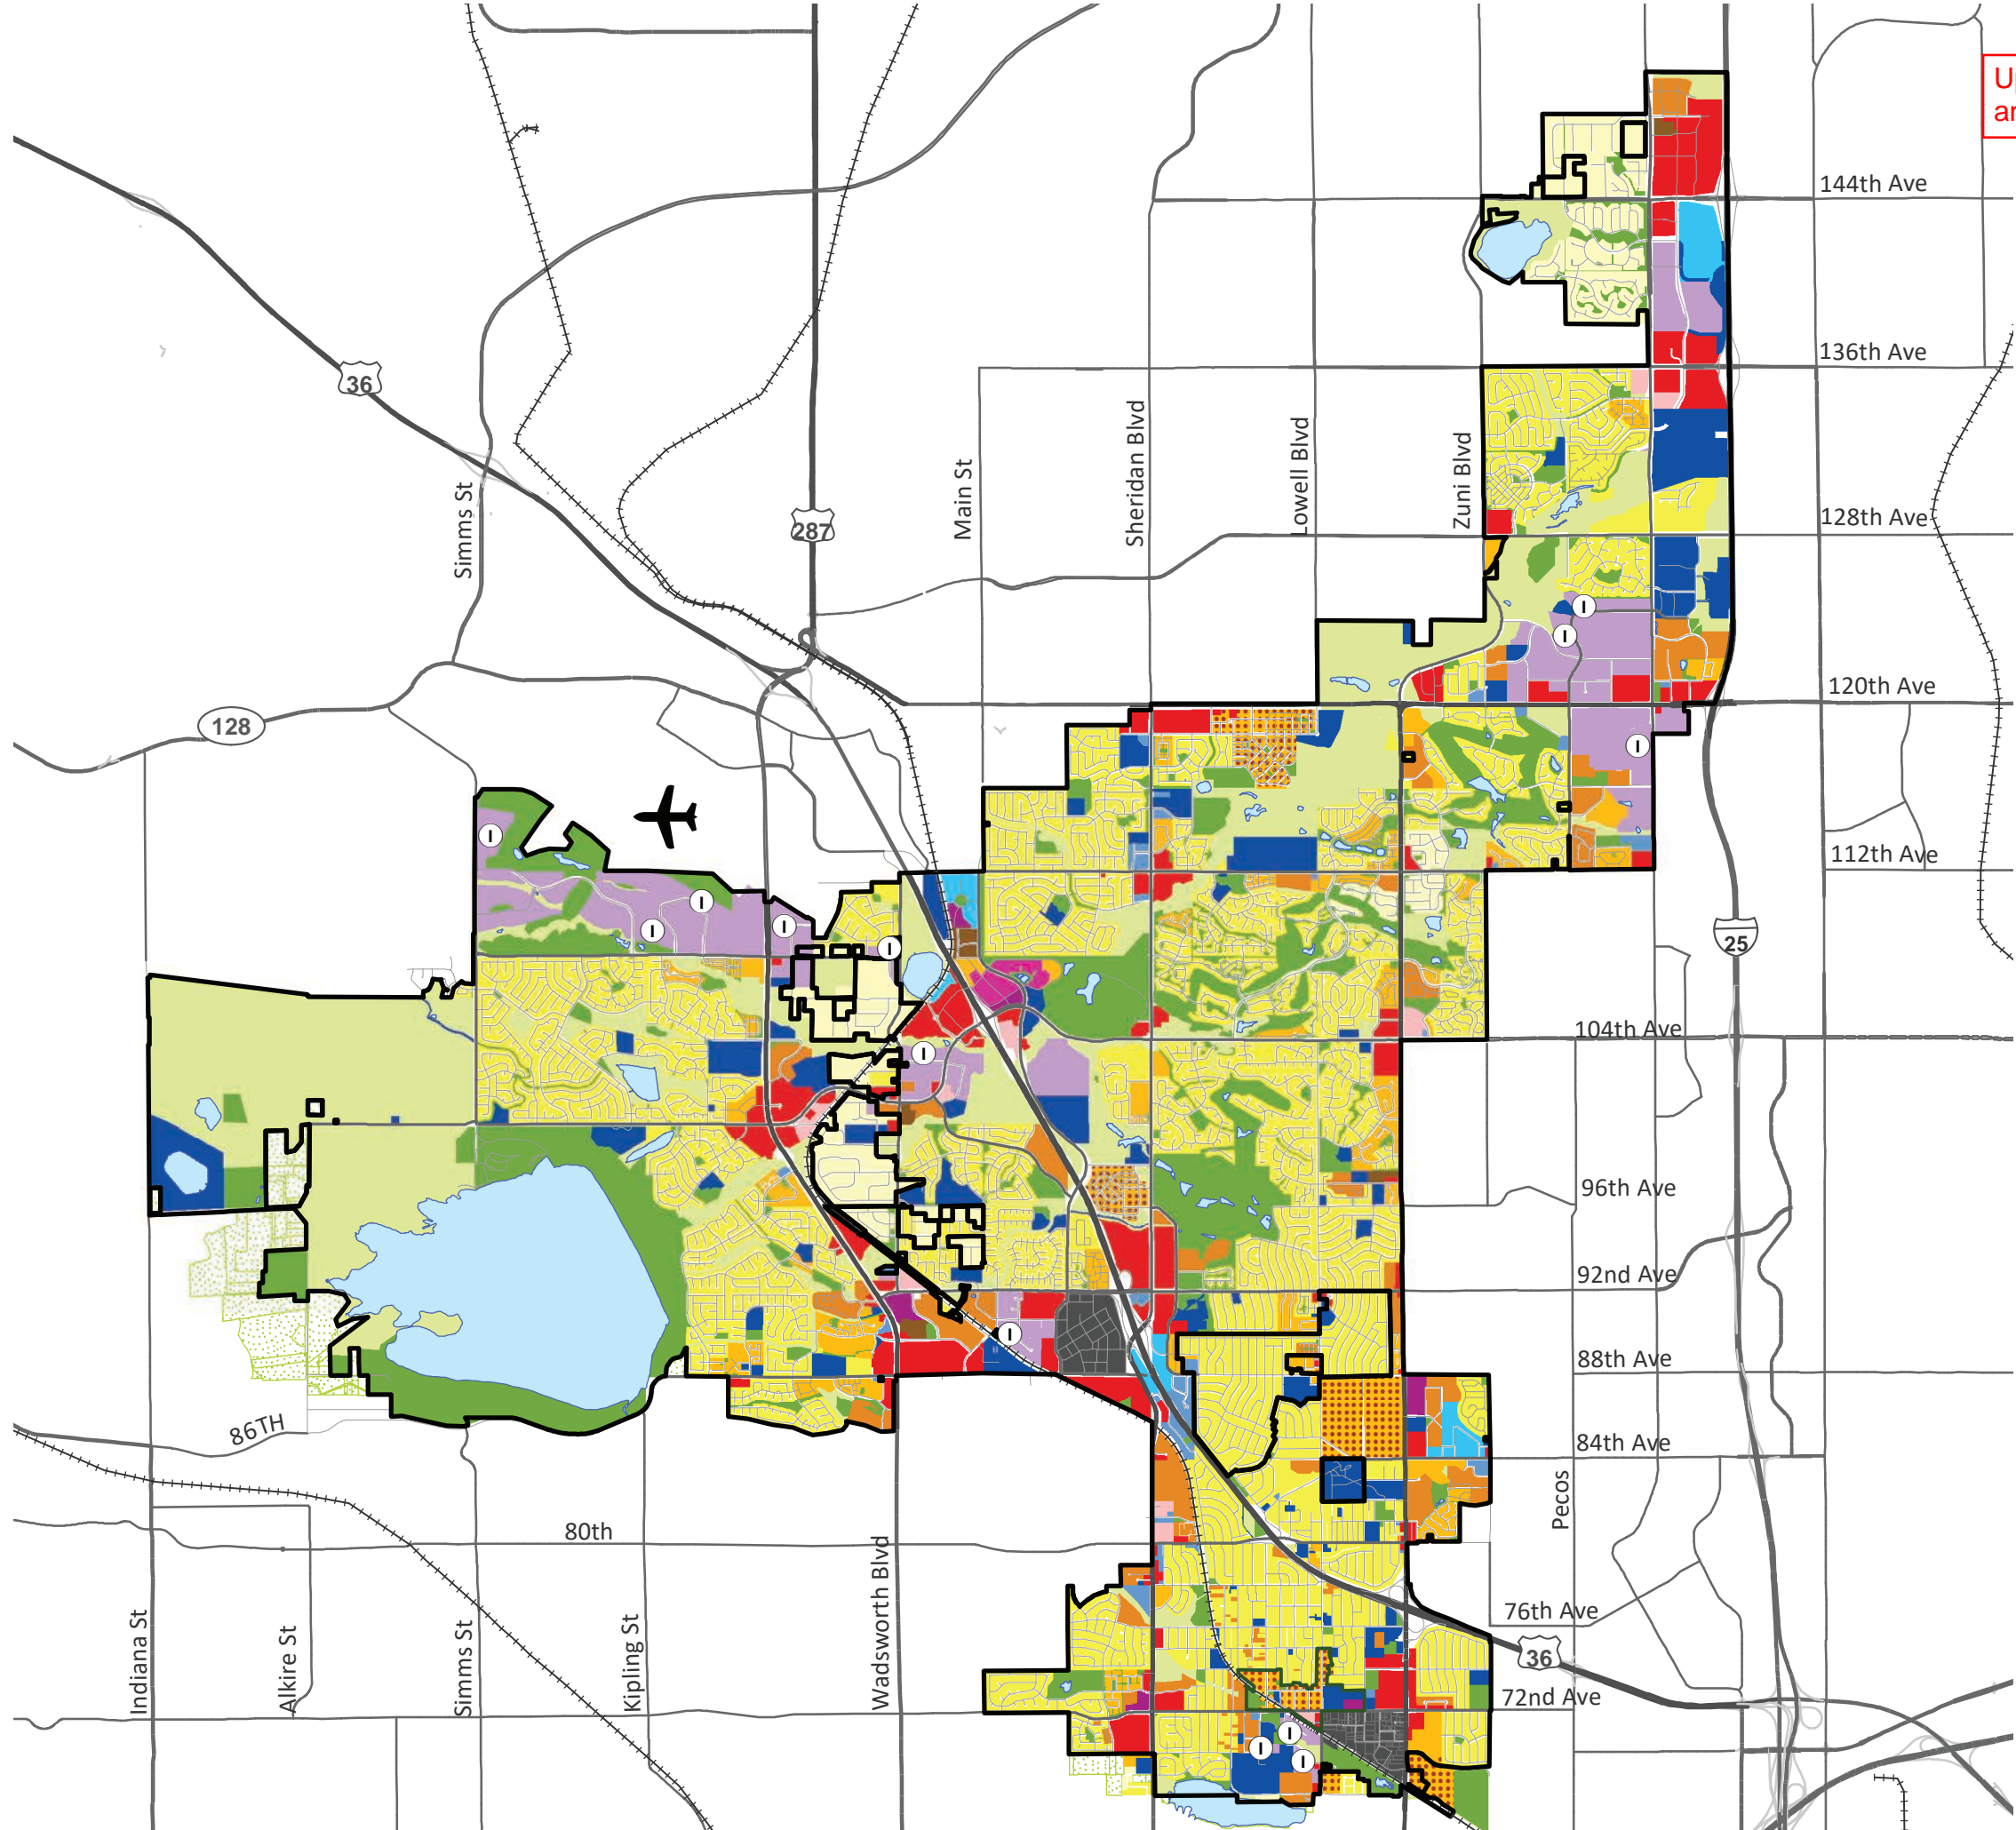 U
ar
144th Ave
136th Ave
36
Simms St
287
Main St
Sheridan Blvd
Lowell Blvd
Zuni Blvd
128th Ave
I
I
120th Ave
128
I
I
112th Ave
I
I
I
I
25
104th Ave
I
96th Ave
92nd Ave
I
88th Ave
86TH
84th Ave
Pecos
80th
Wadsworth Blvd
76th Ave
Indiana St
Alkire St
Simms St
Kipling St
36
72nd Ave
I
I
I